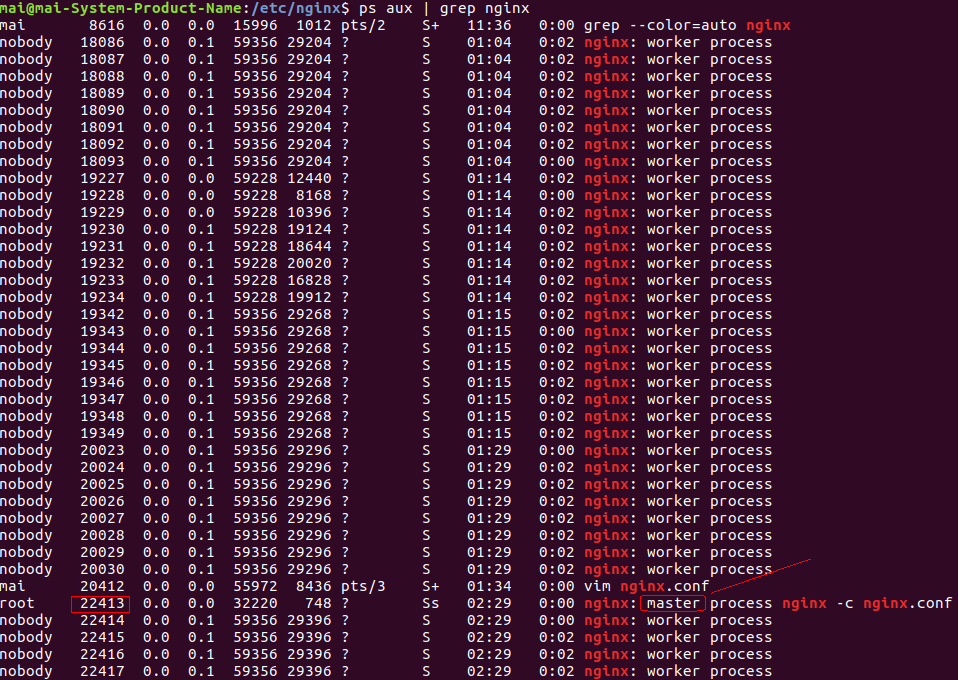 mai@mai-System-Product-Name:/etc/nginx$ ps aux | grep nginx
mai 8616 0.0 0.0 15996 1012 pts/2 S+ 11:36 0:00 grep --color=auto nginx
nobody 18086 0.0 0.1 59356 29204 ? S 01:04 0:02 nginx: worker process
nobody 18087 0.0 0.1 59356 29204 ? S 01:04 0:02 nginx: worker process
nobody 18088 0.0 0.1 59356 29204 ? S 01:04 0:02 nginx: worker process
nobody 18089 0.0 0.1 59356 29204 ? S 01:04 0:02 nginx: worker process
nobody 18090 0.0 0.1 59356 29204 ? S 01:04 0:02 nginx: worker process
nobody 18091 0.0 0.1 59356 29204 ? S 01:04 0:02 nginx: worker process
nobody 18092 0.0 0.1 59356 29204 ? S 01:04 0:02 nginx: worker process
nobody 18093 0.0 0.1 59356 29204 ? S 01:04 0:00 nginx: worker process
nobody 19227 0.0 0.0 59228 12440 ? S 01:14 0:02 nginx: worker process
nobody 19228 0.0 0.0 59228 8168 ? S 01:14 0:00 nginx: worker process
nobody 19229 0.0 0.0 59228 10396 ? S 01:14 0:02 nginx: worker process
nobody 19230 0.0 0.1 59228 19124 ? S 01:14 0:02 nginx: worker process
nobody 19231 0.0 0.1 59228 18644 ? S 01:14 0:02 nginx: worker process
nobody 19232 0.0 0.1 59228 20020 ? S 01:14 0:02 nginx: worker process
nobody 19233 0.0 0.1 59228 16828 ? S 01:14 0:02 nginx: worker process
nobody 19234 0.0 0.1 59228 19912 ? S 01:14 0:02 nginx: worker process
nobody 19342 0.0 0.1 59356 29268 ? S 01:15 0:02 nginx: worker process
nobody 19343 0.0 0.1 59356 29268 ? S 01:15 0:00 nginx: worker process
nobody 19344 0.0 0.1 59356 29268 ? S 01:15 0:02 nginx: worker process
nobody 19345 0.0 0.1 59356 29268 ? S 01:15 0:02 nginx: worker process
nobody 19346 0.0 0.1 59356 29268 ? S 01:15 0:02 nginx: worker process
nobody 19347 0.0 0.1 59356 29268 ? S 01:15 0:02 nginx: worker process
nobody 19348 0.0 0.1 59356 29268 ? S 01:15 0:02 nginx: worker process
nobody 19349 0.0 0.1 59356 29268 ? S 01:15 0:02 nginx: worker process
nobody 20023 0.0 0.1 59356 29296 ? S 01:29 0:00 nginx: worker process
nobody 20024 0.0 0.1 59356 29296 ? S 01:29 0:02 nginx: worker process
nobody 20025 0.0 0.1 59356 29296 ? S 01:29 0:02 nginx: worker process
nobody 20026 0.0 0.1 59356 29296 ? S 01:29 0:02 nginx: worker process
nobody 20027 0.0 0.1 59356 29296 ? S 01:29 0:02 nginx: worker process
nobody 20028 0.0 0.1 59356 29296 ? S 01:29 0:02 nginx: worker process
nobody 20029 0.0 0.1 59356 29296 ? S 01:29 0:02 nginx: worker process
nobody 20030 0.0 0.1 59356 29296 ? S 01:29 0:02 nginx: worker process
mai 20412 0.0 0.0 55972 8436 pts/3 S+ 01:34 0:00 vim nginx.conf
root 22413 0.0 0.0 32220 748 ? Ss 02:29 0:00 nginx: master process nginx -c nginx.conf
nobody 22414 0.0 0.1 59356 29396 ? S 02:29 0:00 nginx: worker process
nobody 22415 0.0 0.1 59356 29396 ? S 02:29 0:02 nginx: worker process
nobody 22416 0.0 0.1 59356 29396 ? S 02:29 0:02 nginx: worker process
nobody 22417 0.0 0.1 59356 29396 ? S 02:29 0:02 nginx: worker process